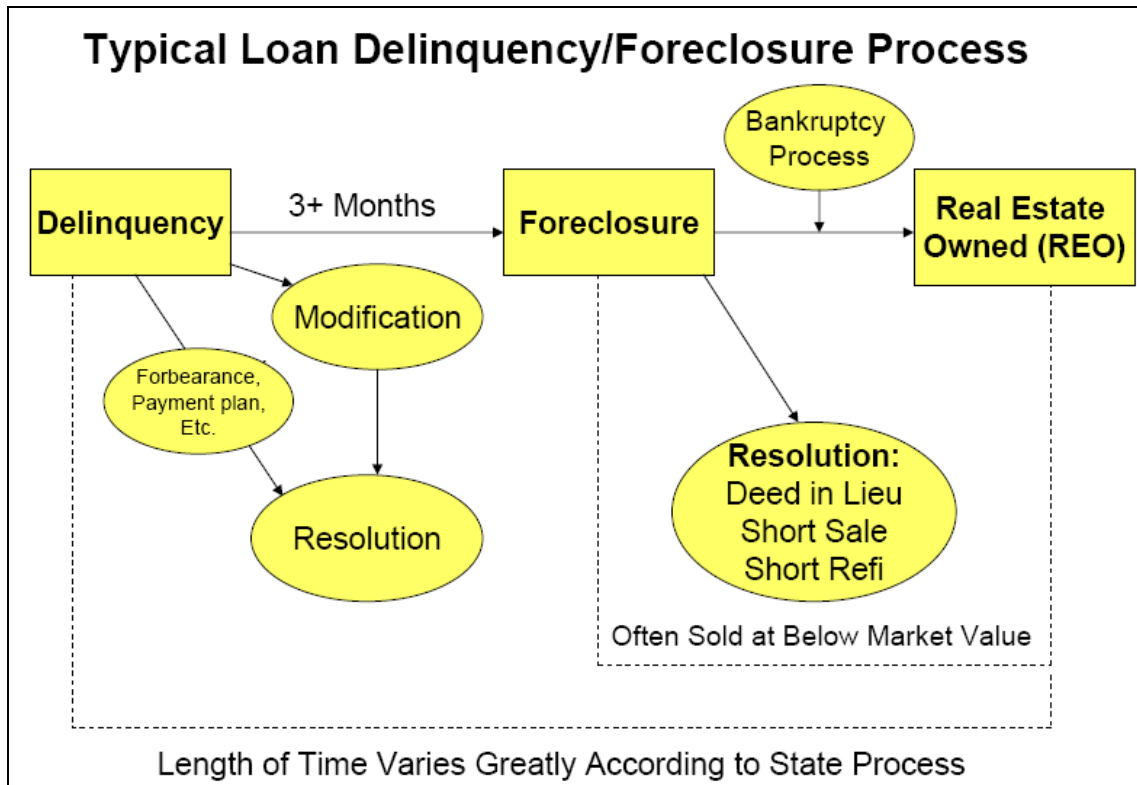 Typical Loan Delinquency/Foreclosure Process
Bankruptcy
Process
Delinquency
3+ Months
Foreclosure
Real Estate
Owned (REO)
Modification
Forbearance,
Payment plan,
Etc.
Resolution
Resolution:
Deed in Lieu
Short Sale
Short Refi
Often Sold at Below Market Value
Length of Time Varies Greatly According to State Process